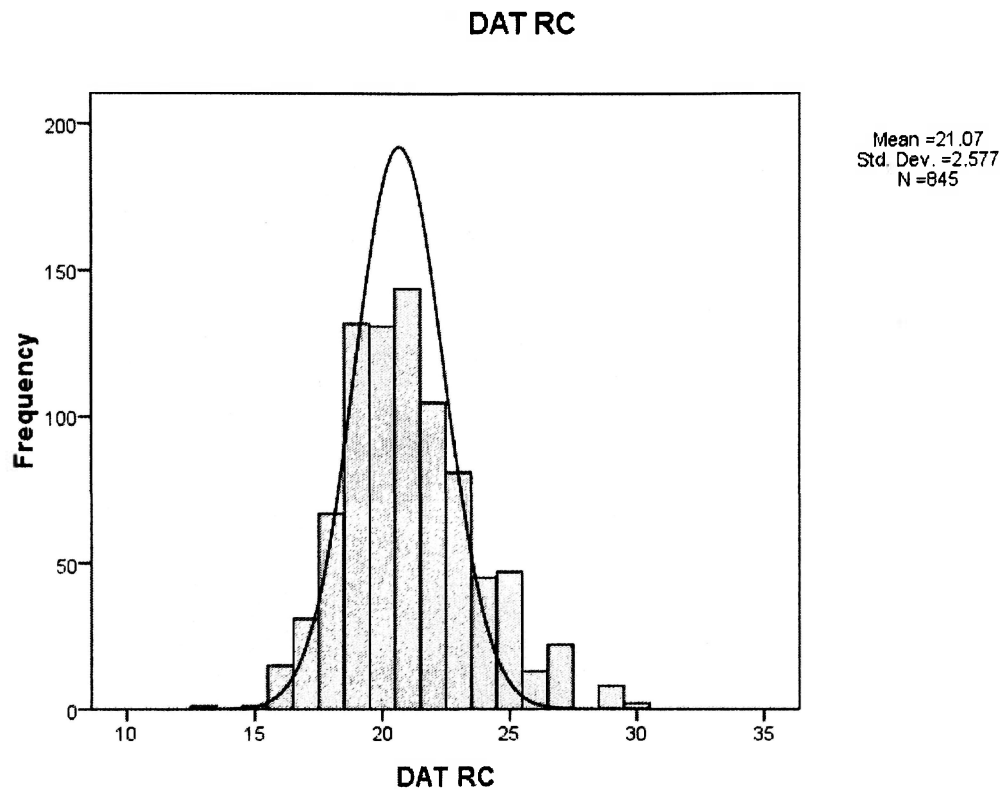 DAT RC
Mean =21.07
Std. Dev. =2.577
N =845
Frequency
200
150
100
50
0
10 15 20 25 30 35
DAT RC